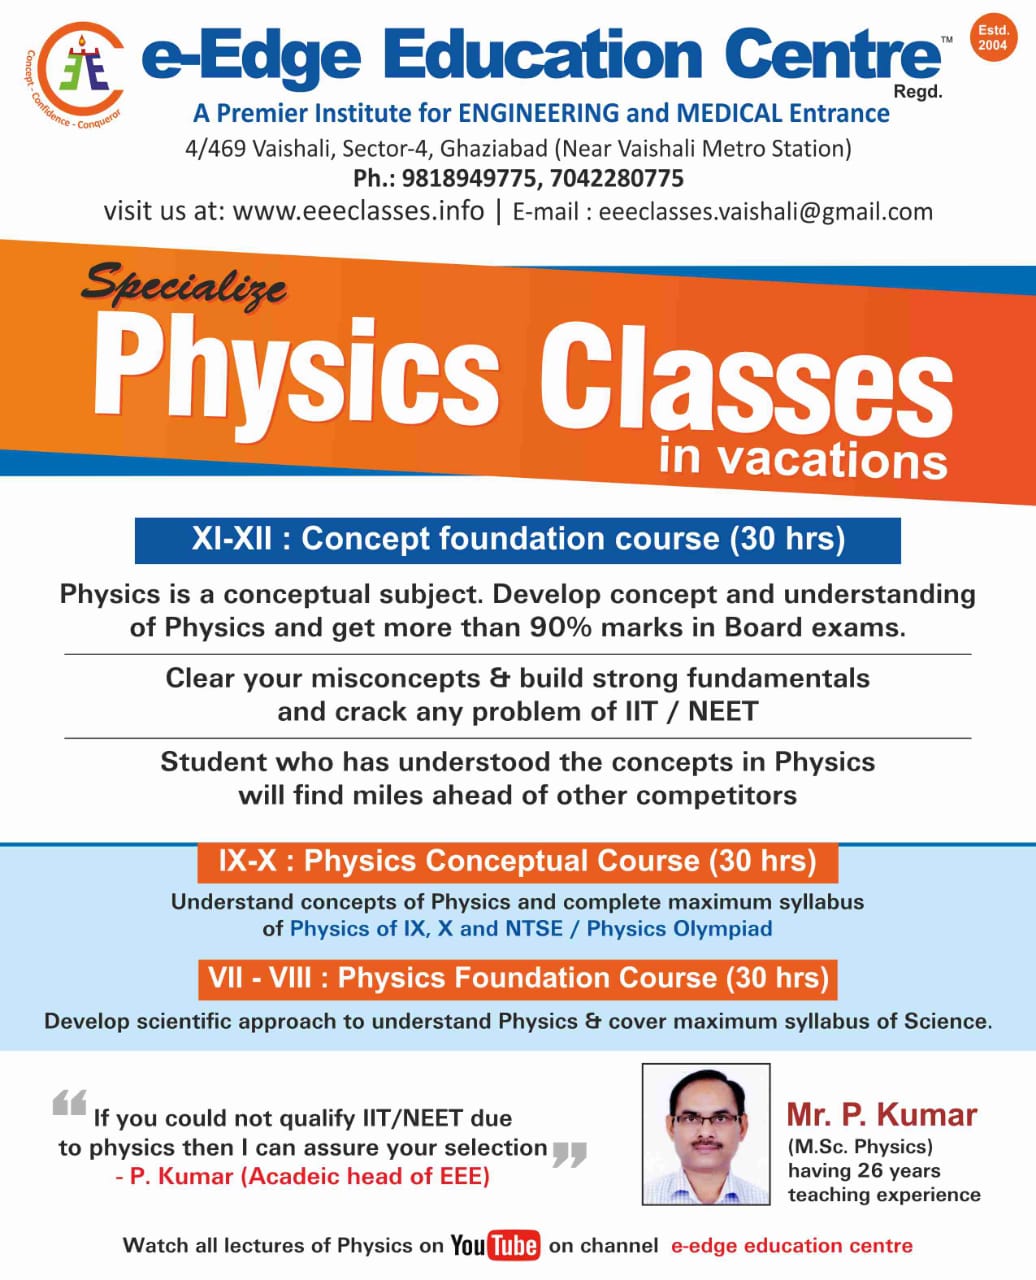 Concept - Confidence - Conqueror
e-Edge Education Centre™
Estd.
2004
Regd.
A Premier Institute for ENGINEERING and MEDICAL Entrance
4/469 Vaishali, Sector-4, Ghaziabad (Near Vaishali Metro Station)
Ph.: 9818949775, 7042280775
visit us at: www.eeeclasses.info | E-mail : eeeclasses.vaishali@gmail.com
Specialize
Physics Classes
in vacations
XI-XII : Concept foundation course (30 hrs)
Physics is a conceptual subject. Develop concept and understanding
of Physics and get more than 90% marks in Board exams.
Clear your misconcepts & build strong fundamentals
and crack any problem of IIT / NEET
Student who has understood the concepts in Physics
will find miles ahead of other competitors
IX-X : Physics Conceptual Course (30 hrs)
Understand concepts of Physics and complete maximum syllabus
of Physics of IX, X and NTSE / Physics Olympiad
VII - VIII : Physics Foundation Course (30 hrs)
Develop scientific approach to understand Physics & cover maximum syllabus of Science.
“ If you could not qualify IIT/NEET due
to physics then I can assure your selection ”
- P. Kumar (Acadeic head of EEE)
Mr. P. Kumar
(M.Sc. Physics)
having 26 years
teaching experience
Watch all lectures of Physics on YouTube on channel e-edge education centre